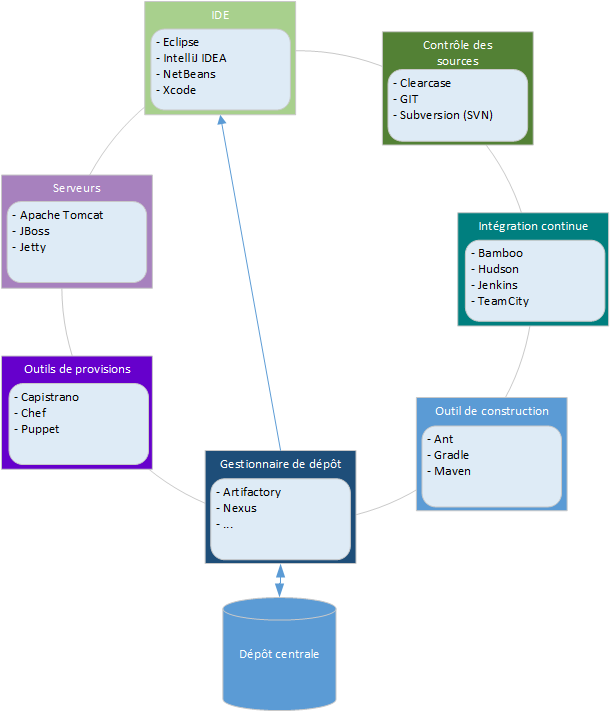 IDE
- Eclipse
- IntelliJ IDEA
- NetBeans
- Xcode
Contrôle des
sources
- Clearcase
- GIT
- Subversion (SVN)
Intégration continue
- Bamboo
- Hudson
- Jenkins
- TeamCity
Outil de construction
- Ant
- Gradle
- Maven
Gestionnaire de dépôt
- Artifactory
- Nexus
- ...
Dépôt centrale
Outils de provisions
- Capistrano
- Chef
- Puppet
Serveurs
- Apache Tomcat
- JBoss
- Jetty